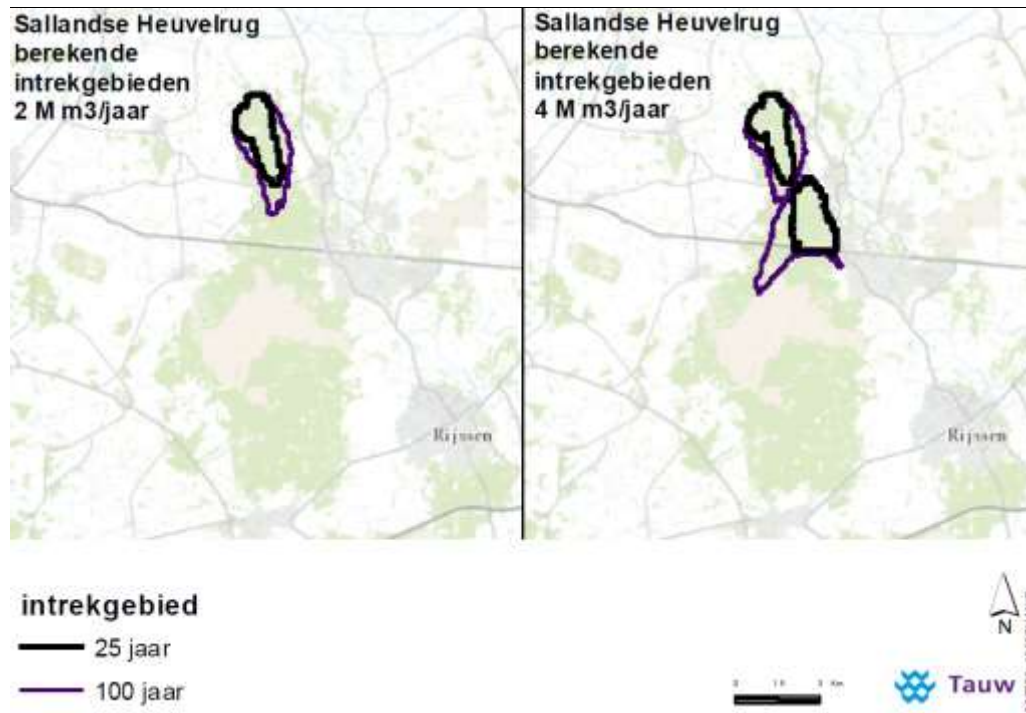 Sallandse Heuvelrug
berekende
intrekgebieden
2 M m3/jaar
Sallandse Heuvelrug
berekende
intrekgebieden
4 M m3/jaar
Rijssen
Rijssen
intrekgebied
25 jaar
100 jaar
N
Tauw